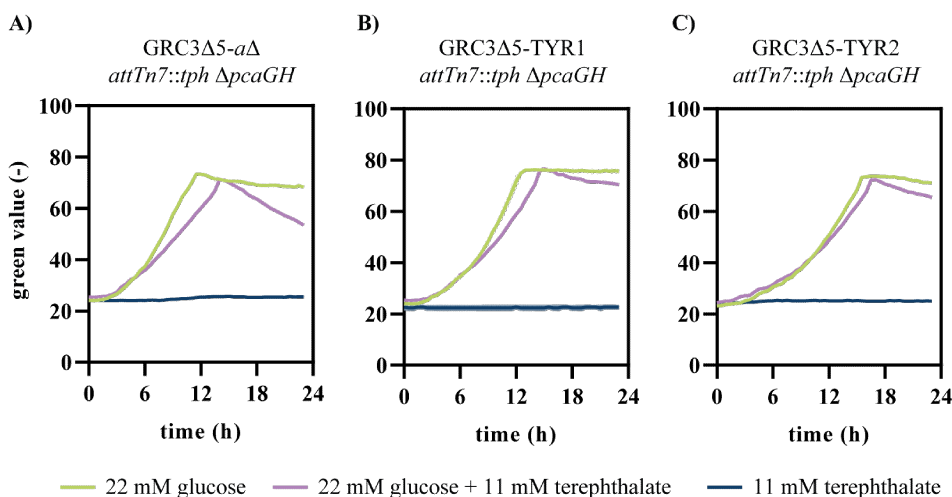 A)
GRC3Δ5-aΔ
attTn7::tph ΔpcaGH
B)
GRC3Δ5-TYR1
attTn7::tph ΔpcaGH
C)
GRC3Δ5-TYR2
attTn7::tph ΔpcaGH
green value (-)
100
80
60
40
20
0
0 6 12 18 24
time (h)
100
80
60
40
20
0
0 6 12 18 24
time (h)
100
80
60
40
20
0
0 6 12 18 24
time (h)
22 mM glucose
22 mM glucose + 11 mM terephthalate
11 mM terephthalate